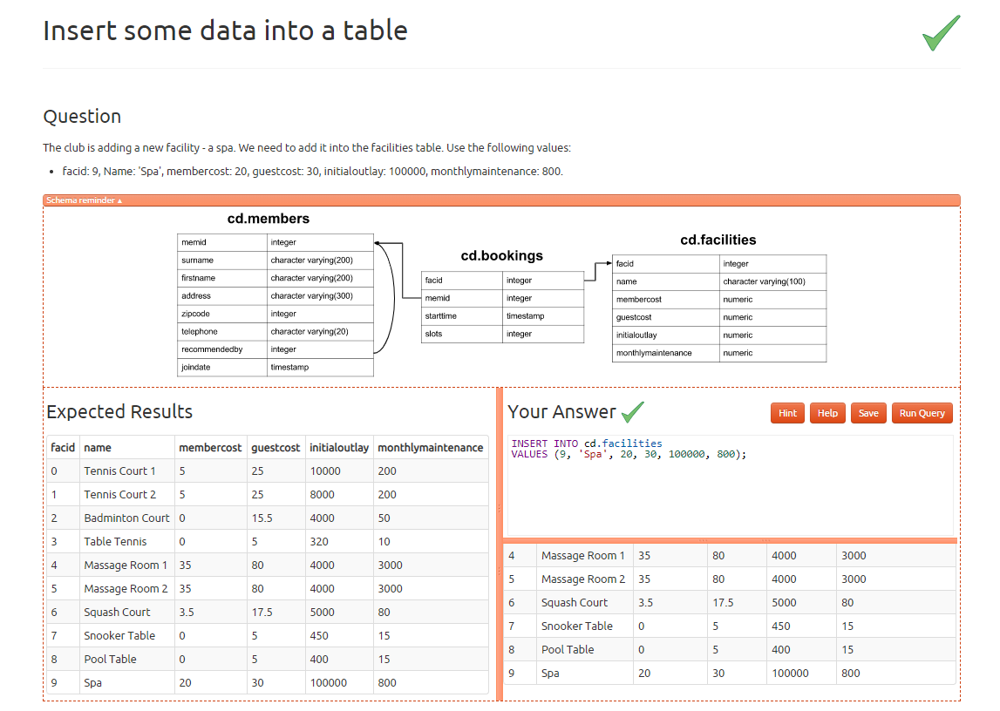 Insert some data into a table
Question
The club is adding a new facility - a spa. We need to add it into the facilities table. Use the following values:
• facid: 9, Name: 'Spa', membercost: 20, guestcost: 30, initialoutlay: 100000, monthlymaintenance: 800.
Schema reminder ▴
cd.members
memid integer
surname character varying(200)
firstname character varying(200)
address character varying(300)
zipcode integer
telephone character varying(20)
recommendedby integer
joindate timestamp
cd.bookings
facid integer
memid integer
starttime timestamp
slots integer
cd.facilities
facid integer
name character varying(100)
membercost numeric
guestcost numeric
initialoutlay numeric
monthlymaintenance numeric
Expected Results
facid name membercost guestcost initialoutlay monthlymaintenance
0 Tennis Court 1 5 25 10000 200
1 Tennis Court 2 5 25 8000 200
2 Badminton Court 0 15.5 4000 50
3 Table Tennis 0 5 320 10
4 Massage Room 1 35 80 4000 3000
5 Massage Room 2 35 80 4000 3000
6 Squash Court 3.5 17.5 5000 80
7 Snooker Table 0 5 450 15
8 Pool Table 0 5 400 15
9 Spa 20 30 100000 800
Your Answer
Hint Help Save Run Query
INSERT INTO cd.facilities
VALUES (9, 'Spa', 20, 30, 100000, 800);
4 Massage Room 1 35 80 4000 3000
5 Massage Room 2 35 80 4000 3000
6 Squash Court 3.5 17.5 5000 80
7 Snooker Table 0 5 450 15
8 Pool Table 0 5 400 15
9 Spa 20 30 100000 800